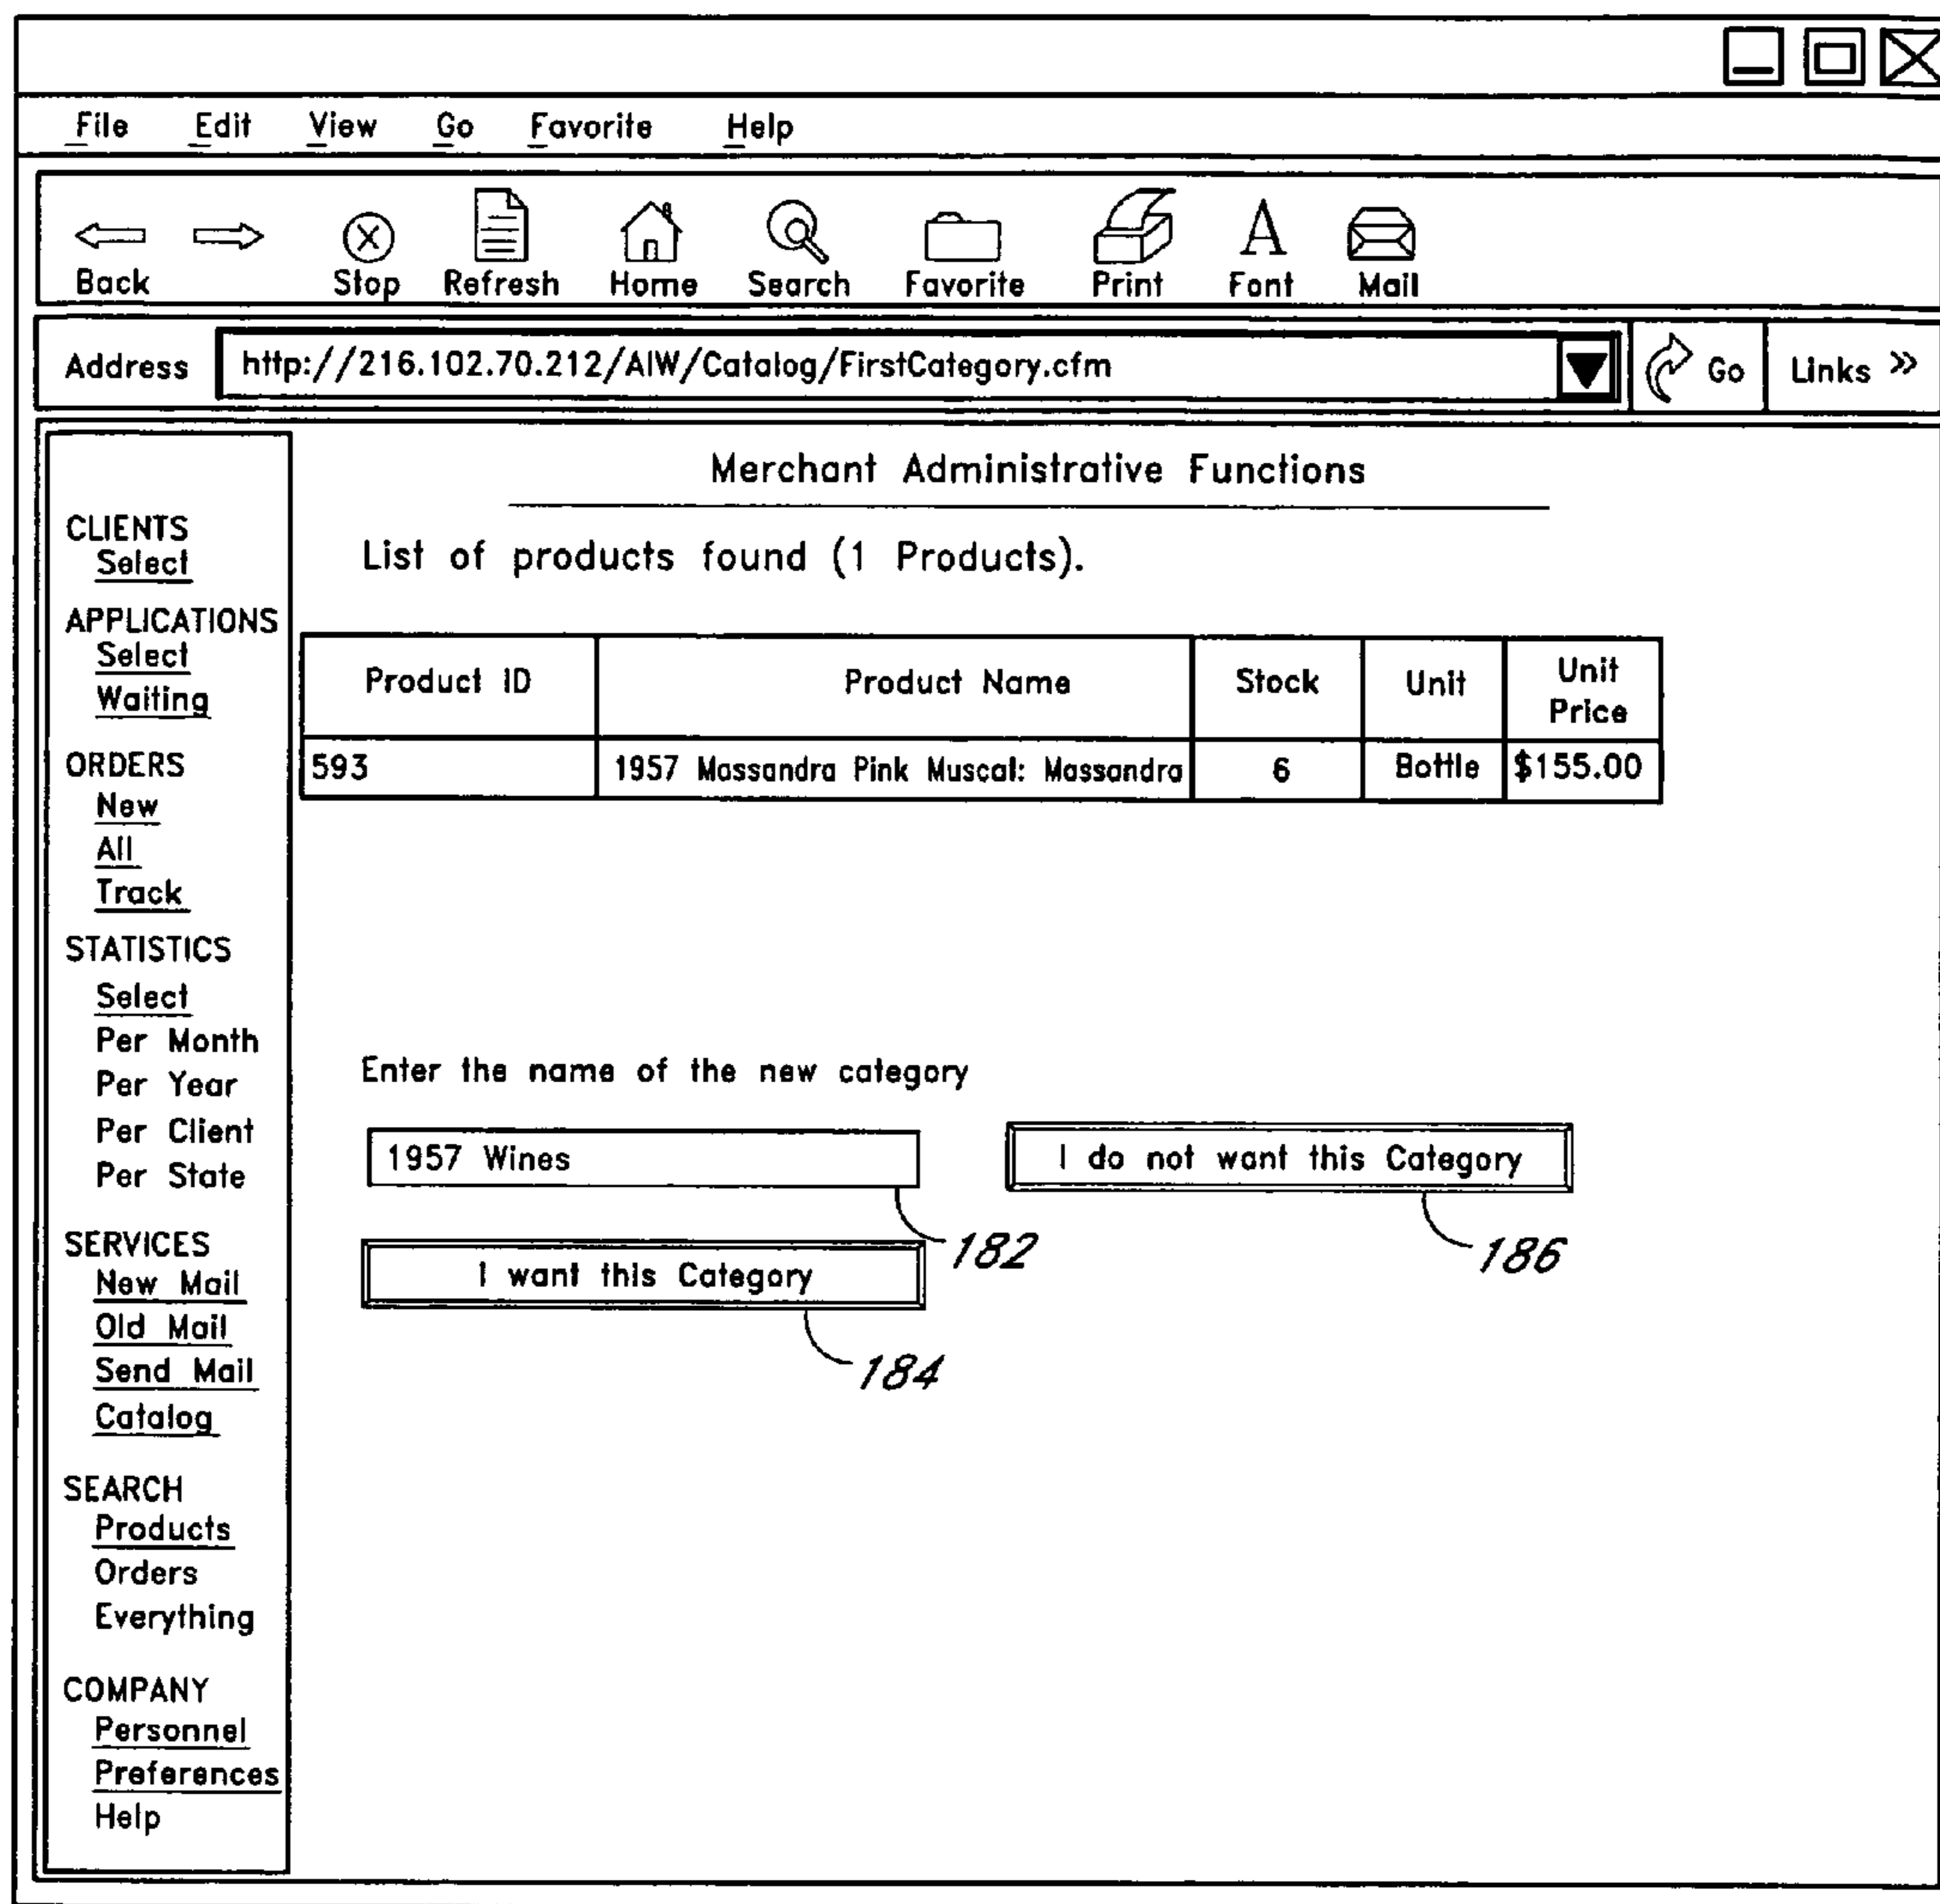 File Edit View Go Favorite Help
Back Stop Refresh Home Search Favorite Print Font Mail
Address http://216.102.70.212/AIW/Catalog/FirstCategory.cfm Go Links »
CLIENTS
Select
APPLICATIONS
Select
Waiting
ORDERS
New
All
Track
STATISTICS
Select
Per Month
Per Year
Per Client
Per State
SERVICES
New Mail
Old Mail
Send Mail
Catalog
SEARCH
Products
Orders
Everything
COMPANY
Personnel
Preferences
Help
Merchant Administrative Functions
List of products found (1 Products).
Product ID Product Name Stock Unit Unit Price
593 1957 Massandra Pink Muscat: Massandra 6 Bottle $155.00
Enter the name of the new category
1957 Wines I do not want this Category
182 186
I want this Category
184